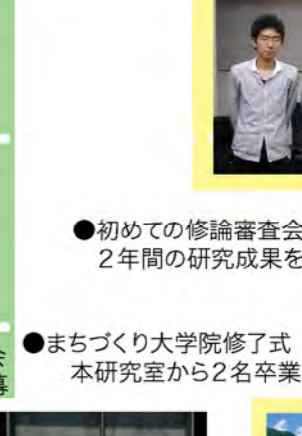 ●初めての修論審査会
2年間の研究成果を
●まちづくり大学院修了式
本研究室から2名卒業